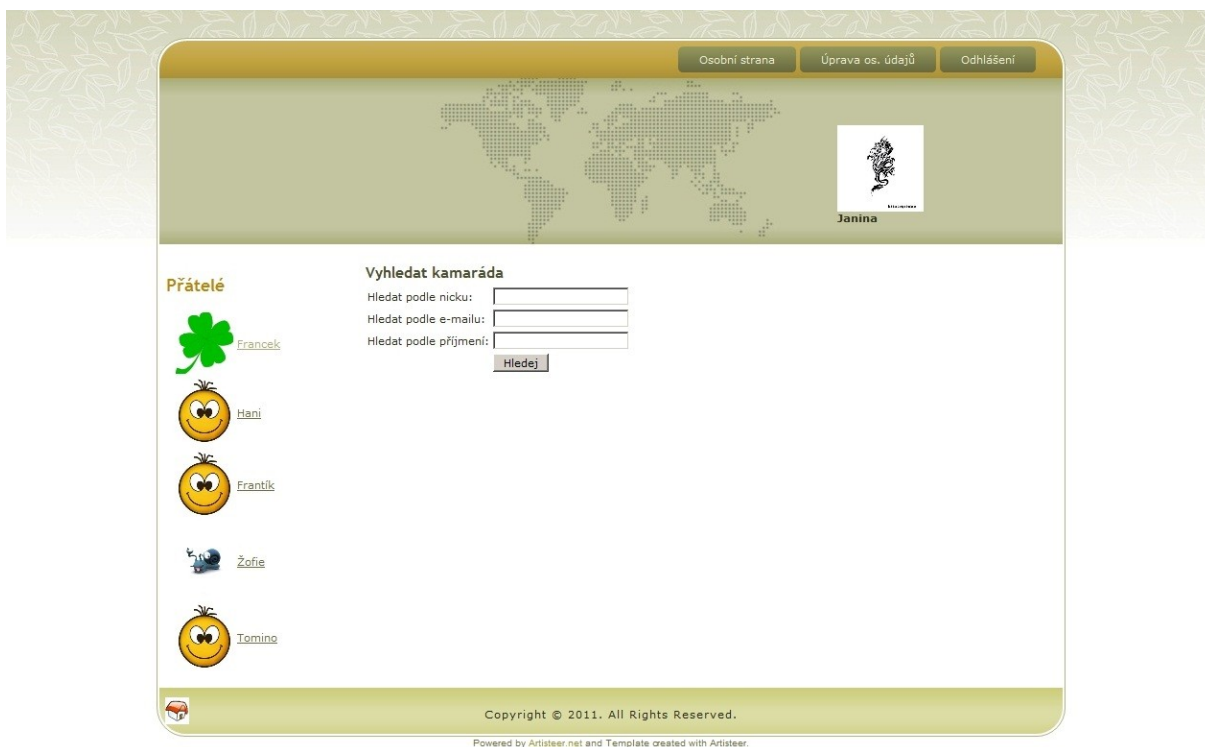 Osobní strana Úprava os. údajů Odhlášení
Janina
Přátelé
Francek
Hani
Frantík
Žofie
Tomino
Vyhledat kamaráda
Hledat podle nicku:
Hledat podle e-mailu:
Hledat podle příjmení:
Hledej
Copyright © 2011. All Rights Reserved.
Powered by Artisteer.net and Template created with Artisteer.